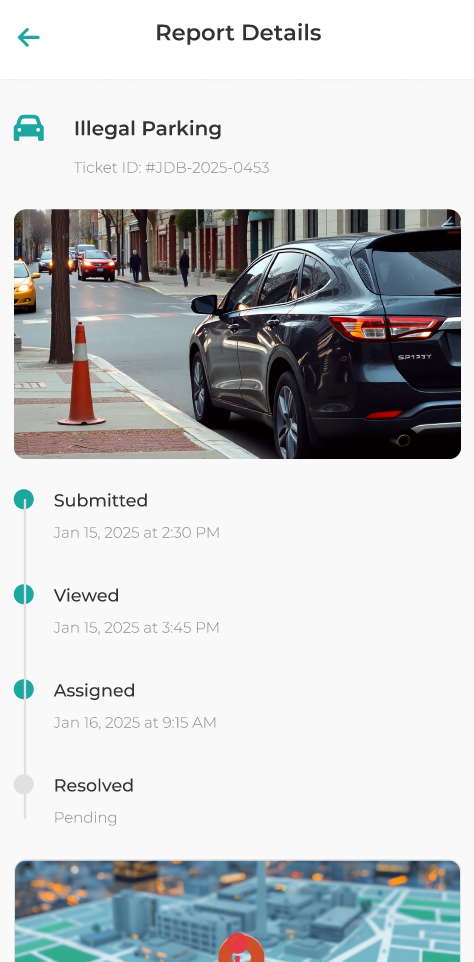 Report Details
Illegal Parking
Ticket ID: #JDB-2025-0453
Submitted
Jan 15, 2025 at 2:30 PM
Viewed
Jan 15, 2025 at 3:45 PM
Assigned
Jan 16, 2025 at 9:15 AM
Resolved
Pending